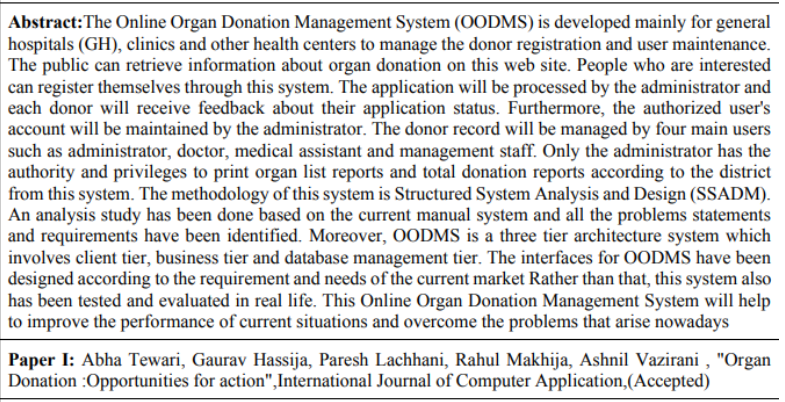 Abstract:The Online Organ Donation Management System (OODMS) is developed mainly for general
hospitals (GH), clinics and other health centers to manage the donor registration and user maintenance.
The public can retrieve information about organ donation on this web site. People who are interested
can register themselves through this system. The application will be processed by the administrator and
each donor will receive feedback about their application status. Furthermore, the authorized user's
account will be maintained by the administrator. The donor record will be managed by four main users
such as administrator, doctor, medical assistant and management staff. Only the administrator has the
authority and privileges to print organ list reports and total donation reports according to the district
from this system. The methodology of this system is Structured System Analysis and Design (SSADM).
An analysis study has been done based on the current manual system and all the problems statements
and requirements have been identified. Moreover, OODMS is a three tier architecture system which
involves client tier, business tier and database management tier. The interfaces for OODMS have been
designed according to the requirement and needs of the current market Rather than that, this system also
has been tested and evaluated in real life. This Online Organ Donation Management System will help
to improve the performance of current situations and overcome the problems that arise nowadays
Paper I: Abha Tewari, Gaurav Hassija, Paresh Lachhani, Rahul Makhija, Ashnil Vazirani , "Organ
Donation :Opportunities for action",International Journal of Computer Application,(Accepted)